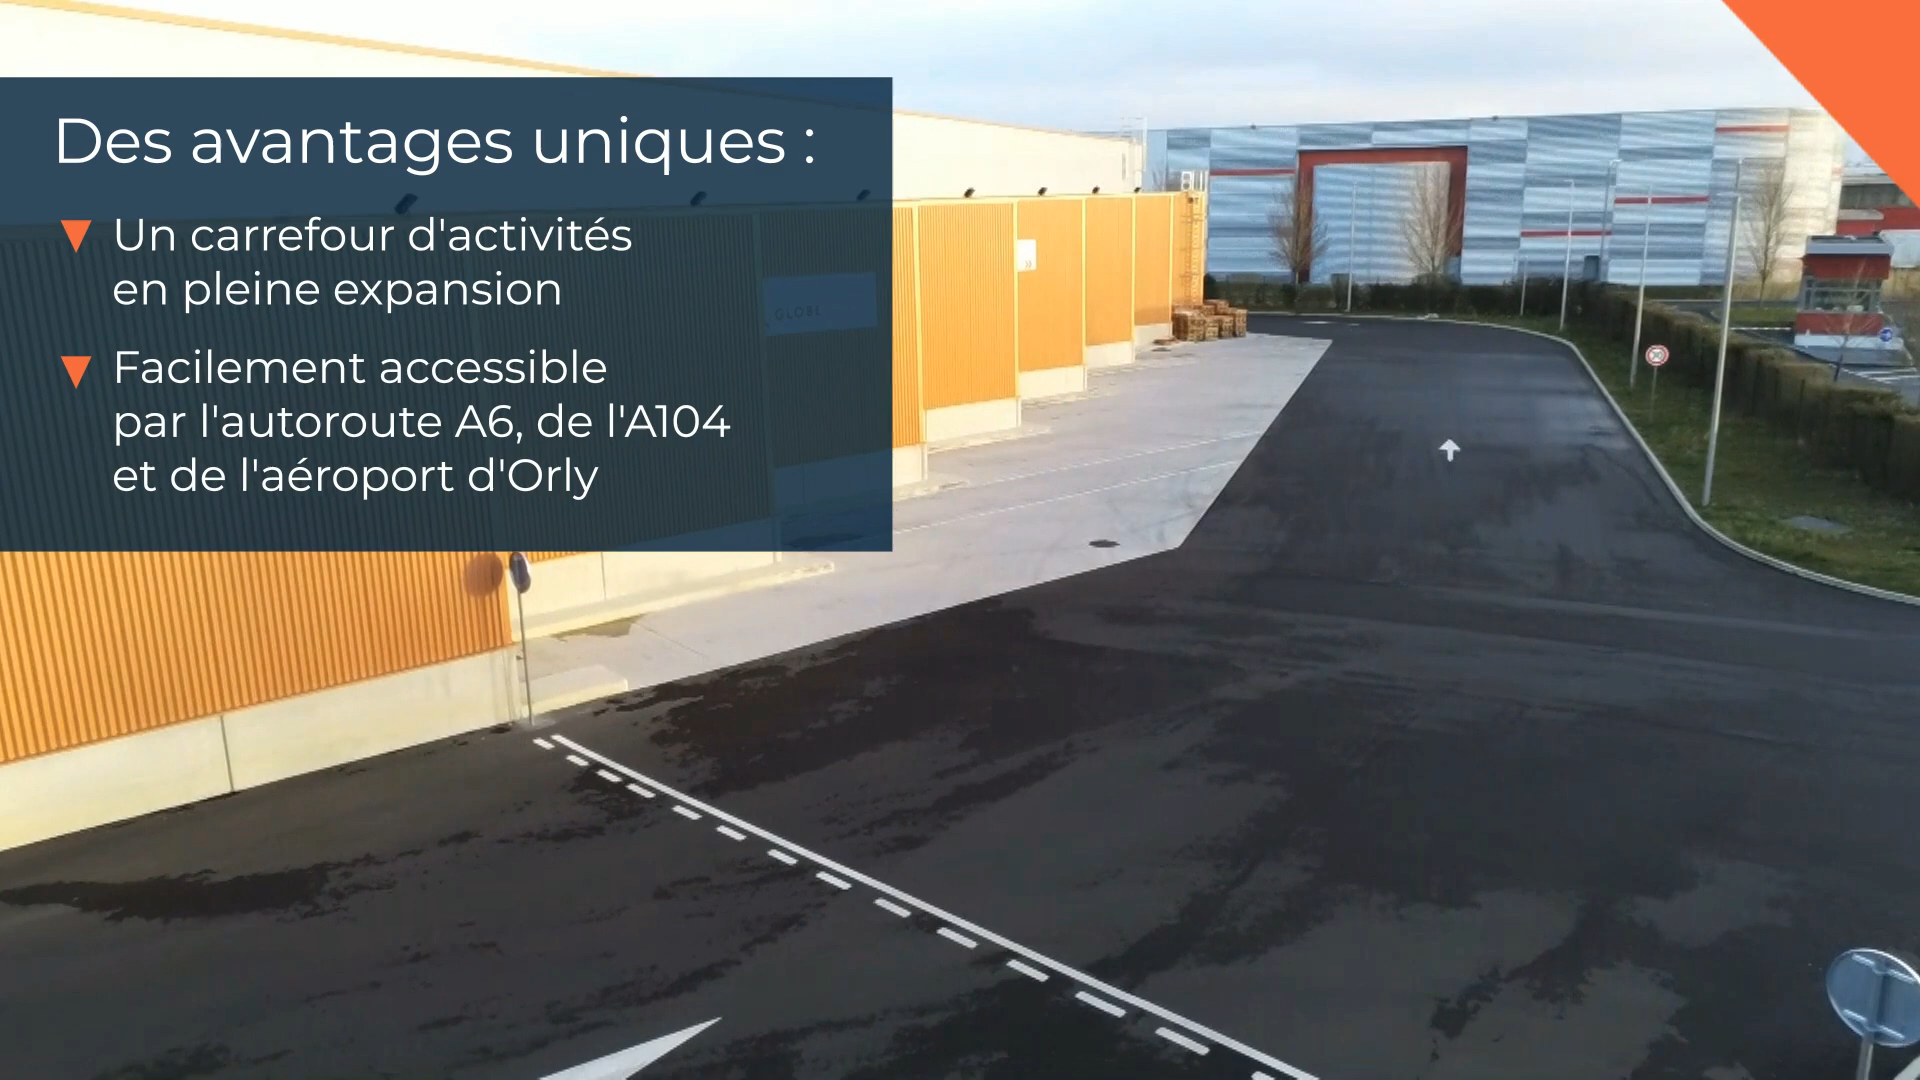 Des avantages uniques :
Un carrefour d'activités
en pleine expansion
Facilement accessible
par l'autoroute A6, de l'A104
et de l'aéroport d'Orly
GLOBE